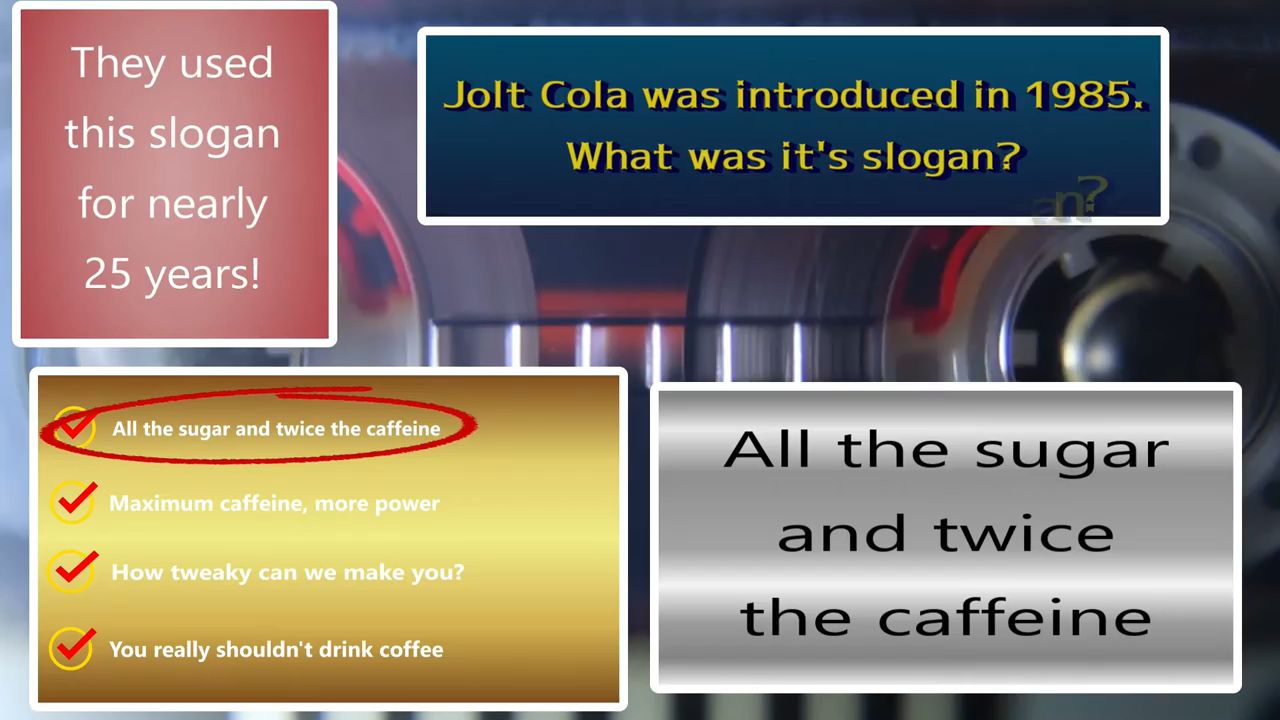 They used
this slogan
for nearly
25 years!
Jolt Cola was introduced in 1985.
What was it's slogan?
an?
All the sugar and twice the caffeine
Maximum caffeine, more power
How tweaky can we make you?
You really shouldn't drink coffee
All the sugar
and twice
the caffeine